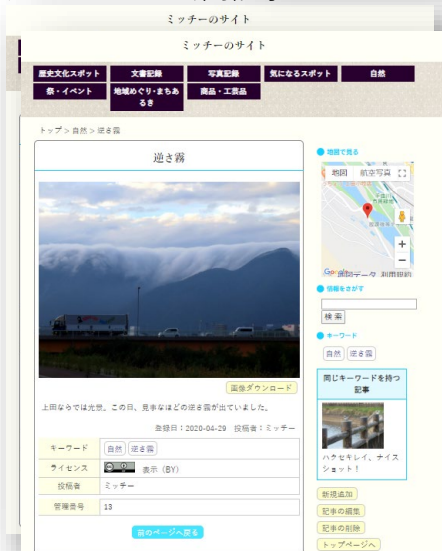 ミッチーのサイト
ミッチーのサイト
歴史文化スポット
文書記録
写真記録
気になるスポット
自然
祭・イベント
地域めぐり・まちあるき
商品・工芸品
トップ > 自然 > 逆さ霧
逆さ霧
画像ダウンロード
上田ならでは光景。この日、見事なほどの逆さ霧が出ていました。
登録日：2020-04-29 投稿者：ミッチー
キーワード 自然 逆さ霧
ライセンス 表示（BY）
投稿者 ミッチー
管理番号 13
前のページへ戻る
地図で見る
地図 航空写真
+
−
Google 地図データ 利用規約
情報をさがす
検索
キーワード
自然 逆さ霧
同じキーワードを持つ
記事
ハクセキレイ、ナイス
ショット！
新規追加
記事の編集
記事の削除
トップページへ